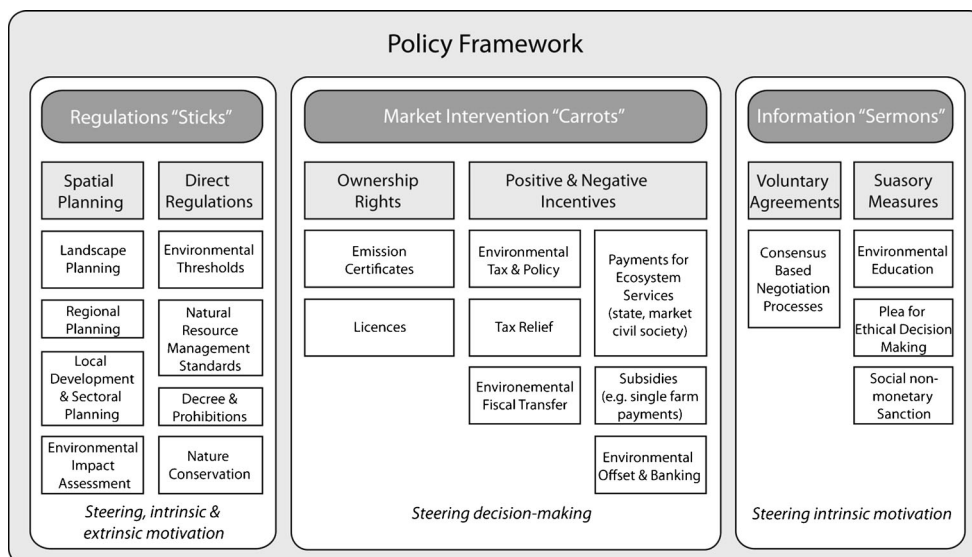 Policy Framework
Regulations “Sticks”
Spatial
Planning
Landscape
Planning
Regional
Planning
Local
Development
& Sectoral
Planning
Environmental
Impact
Assessment
Direct
Regulations
Environmental
Thresholds
Natural
Resource
Management
Standards
Decree &
Prohibitions
Nature
Conservation
Steering, intrinsic &
extrinsic motivation
Market Intervention “Carrots”
Ownership
Rights
Emission
Certificates
Licences
Positive & Negative
Incentives
Environmental
Tax & Policy
Tax Relief
Environemental
Fiscal Transfer
Payments for
Ecosystem
Services
(state, market
civil society)
Subsidies
(e.g. single farm
payments)
Environmental
Offset & Banking
Steering decision-making
Information “Sermons”
Voluntary
Agreements
Consensus
Based
Negotiation
Processes
Suasory
Measures
Environmental
Education
Plea for
Ethical Decision
Making
Social non-
monetary
Sanction
Steering intrinsic motivation